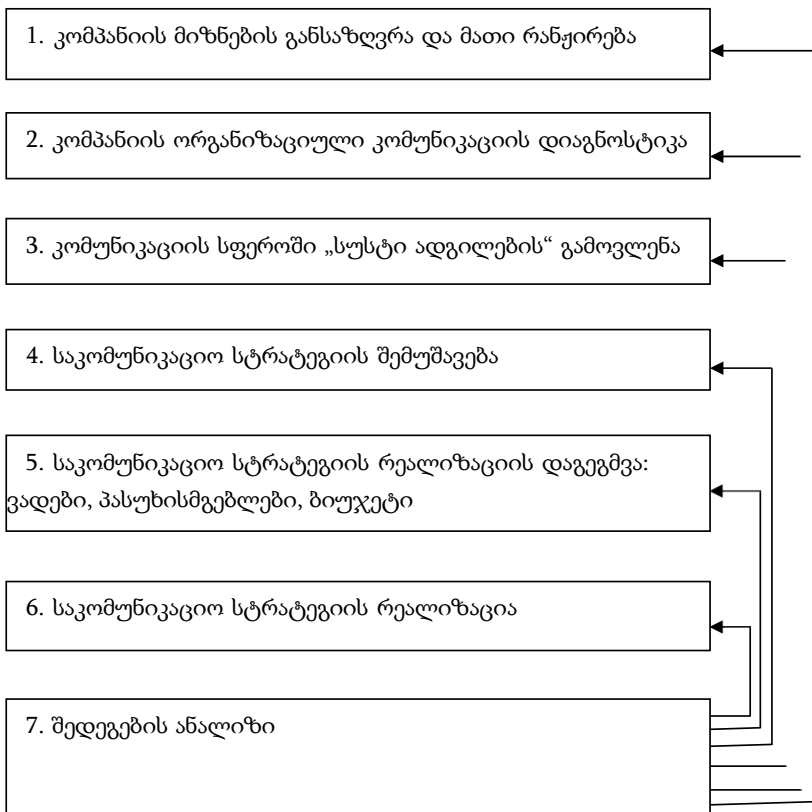 1. კომპანიის მიზნების განსაზღვრა და მათი რანჟირება
2. კომპანიის ორგანიზაციული კომუნიკაციის დიაგნოსტიკა
3. კომუნიკაციის სფეროში „სუსტი ადგილების“ გამოვლენა
4. საკომუნიკაციო სტრატეგიის შემუშავება
5. საკომუნიკაციო სტრატეგიის რეალიზაციის დაგეგმვა:
ვადები, პასუხისმგებლები, ბიუჯეტი
6. საკომუნიკაციო სტრატეგიის რეალიზაცია
7. შედეგების ანალიზი